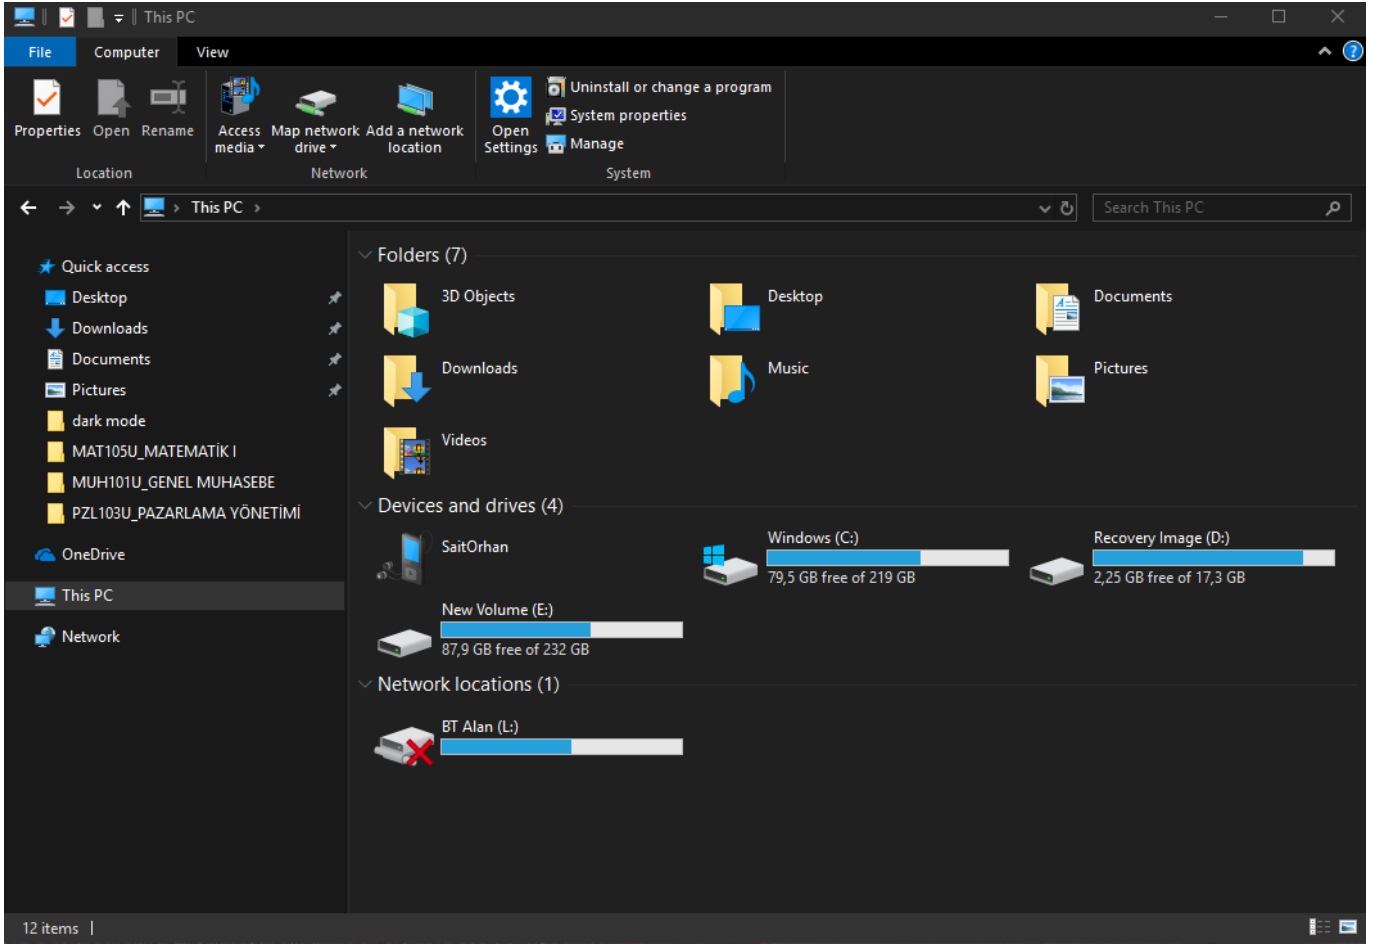 This PC
File Computer View
Properties Open Rename
Access media
Map network drive
Add a network location
Open Settings
Uninstall or change a program
System properties
Manage
Location Network System
This PC
Search This PC
Quick access
Desktop
Downloads
Documents
Pictures
dark mode
MAT105U_MATEMATİK I
MUH101U_GENEL MUHASEBE
PZL103U_PAZARLAMA YÖNETİMİ
OneDrive
This PC
Network
Folders (7)
3D Objects Desktop Documents
Downloads Music Pictures
Videos
Devices and drives (4)
SaitOrhan
Windows (C:)
79,5 GB free of 219 GB
Recovery Image (D:)
2,25 GB free of 17,3 GB
New Volume (E:)
87,9 GB free of 232 GB
Network locations (1)
BT Alan (L:)
12 items